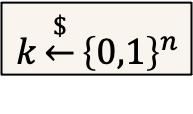 $
k ← {0,1}ⁿ